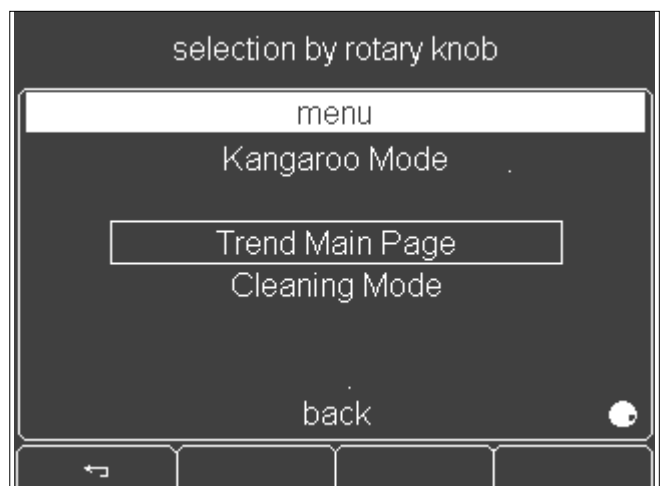 selection by rotary knob
menu
Kangaroo Mode
Trend Main Page
Cleaning Mode
back